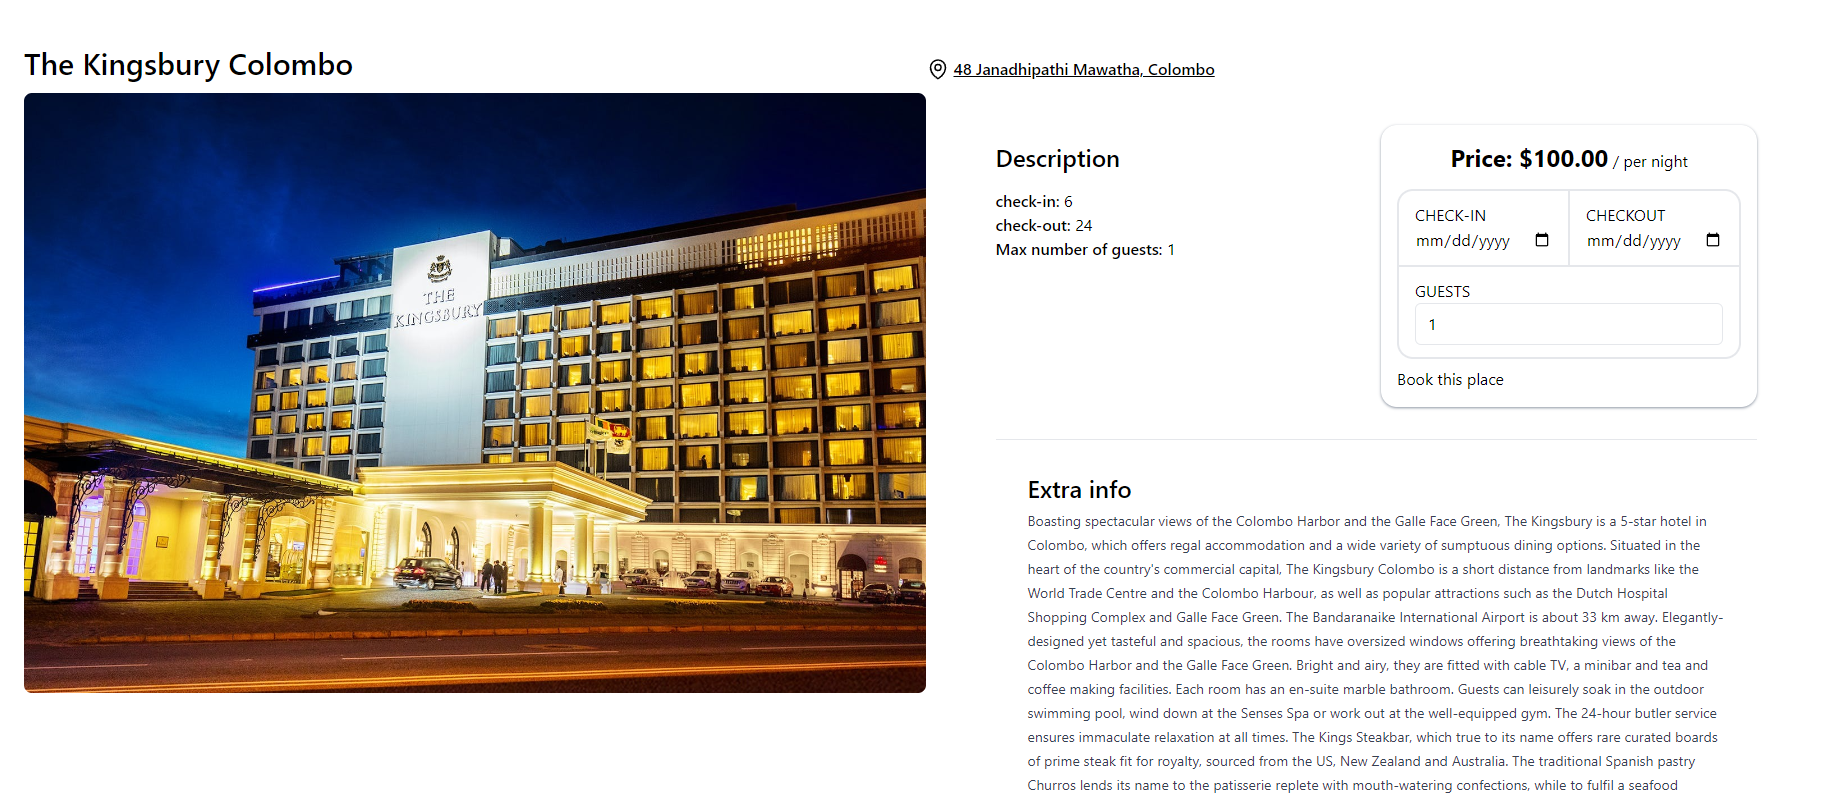 The Kingsbury Colombo
48 Janadhipathi Mawatha, Colombo
THE
KINGSBURY
Description
check-in: 6
check-out: 24
Max number of guests: 1
Price: $100.00 / per night
CHECK-IN
mm/dd/yyyy
CHECKOUT
mm/dd/yyyy
GUESTS
1
Book this place
Extra info
Boasting spectacular views of the Colombo Harbor and the Galle Face Green, The Kingsbury is a 5-star hotel in
Colombo, which offers regal accommodation and a wide variety of sumptuous dining options. Situated in the
heart of the country's commercial capital, The Kingsbury Colombo is a short distance from landmarks like the
World Trade Centre and the Colombo Harbour, as well as popular attractions such as the Dutch Hospital
Shopping Complex and Galle Face Green. The Bandaranaike International Airport is about 33 km away. Elegantly-
designed yet tasteful and spacious, the rooms have oversized windows offering breathtaking views of the
Colombo Harbor and the Galle Face Green. Bright and airy, they are fitted with cable TV, a minibar and tea and
coffee making facilities. Each room has an en-suite marble bathroom. Guests can leisurely soak in the outdoor
swimming pool, wind down at the Senses Spa or work out at the well-equipped gym. The 24-hour butler service
ensures immaculate relaxation at all times. The Kings Steakbar, which true to its name offers rare curated boards
of prime steak fit for royalty, sourced from the US, New Zealand and Australia. The traditional Spanish pastry
Churros lends its name to the patisserie replete with mouth-watering confections, while to fulfil a seafood